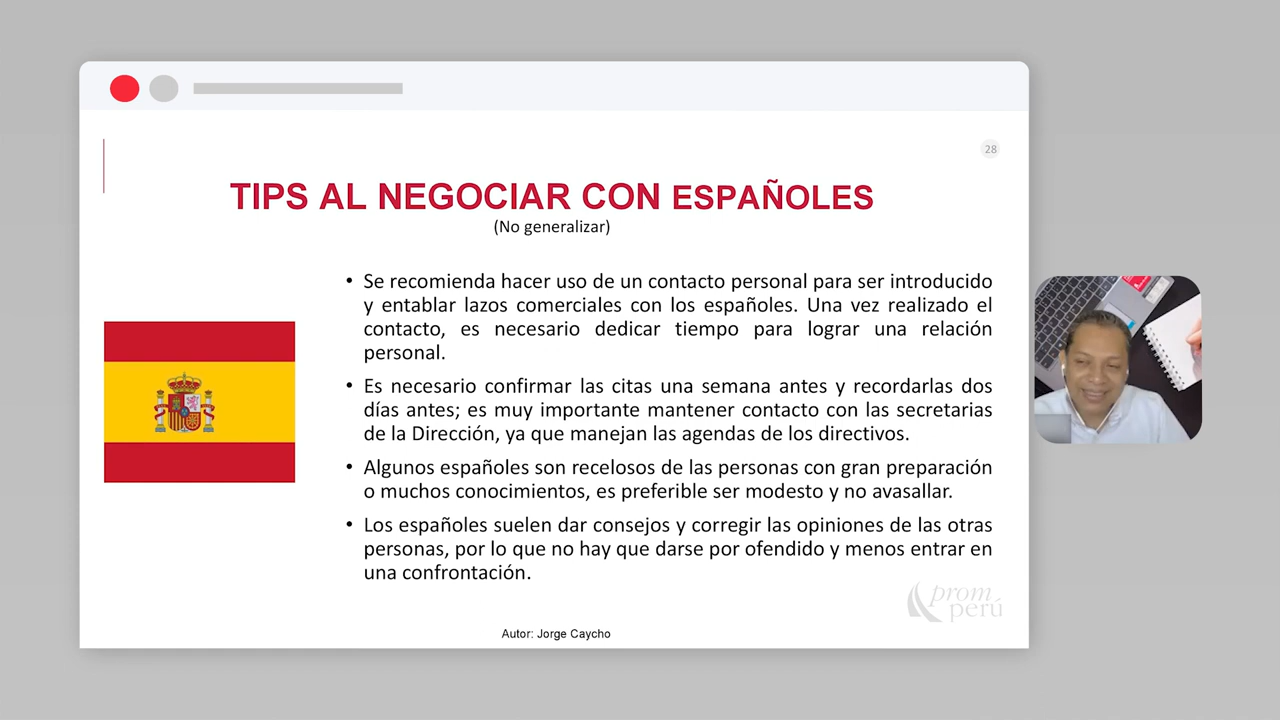 28
TIPS AL NEGOCIAR CON ESPAÑOLES
(No generalizar)
• Se recomienda hacer uso de un contacto personal para ser introducido
y entablar lazos comerciales con los españoles. Una vez realizado el
contacto, es necesario dedicar tiempo para lograr una relación
personal.
• Es necesario confirmar las citas una semana antes y recordarlas dos
días antes; es muy importante mantener contacto con las secretarias
de la Dirección, ya que manejan las agendas de los directivos.
• Algunos españoles son recelosos de las personas con gran preparación
o muchos conocimientos, es preferible ser modesto y no avasallar.
• Los españoles suelen dar consejos y corregir las opiniones de las otras
personas, por lo que no hay que darse por ofendido y menos entrar en
una confrontación.
prom
perú
Autor: Jorge Caycho